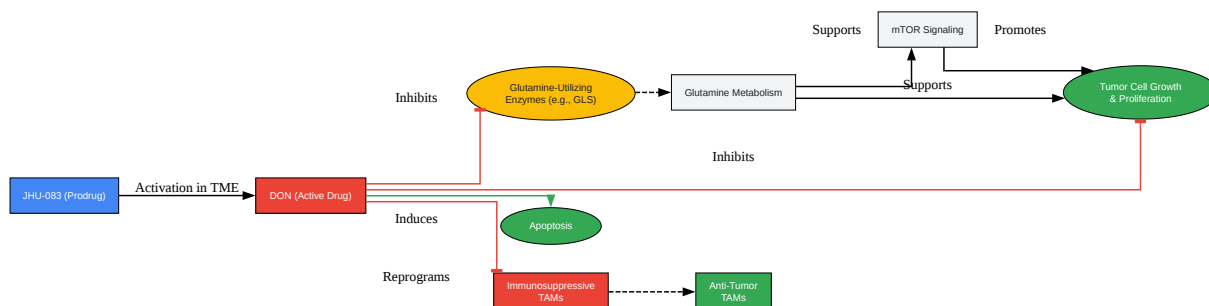 Supports
mTOR Signaling
Promotes
Inhibits
Glutamine-Utilizing
Enzymes (e.g., GLS)
Glutamine Metabolism
Supports
Tumor Cell Growth
& Proliferation
Inhibits
JHU-083 (Prodrug)
Activation in TME
DON (Active Drug)
Induces
Apoptosis
Reprograms
Immunosuppressive
TAMs
Anti-Tumor
TAMs